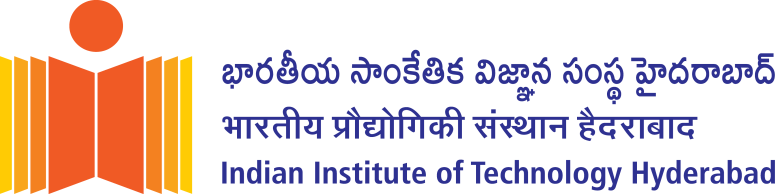 భారతీయ సాంకేతిక విజ్ఞాన సంస్థ హైదరాబాద్
भारतीय प्रौद्योगिकी संस्थान हैदराबाद
Indian Institute of Technology Hyderabad